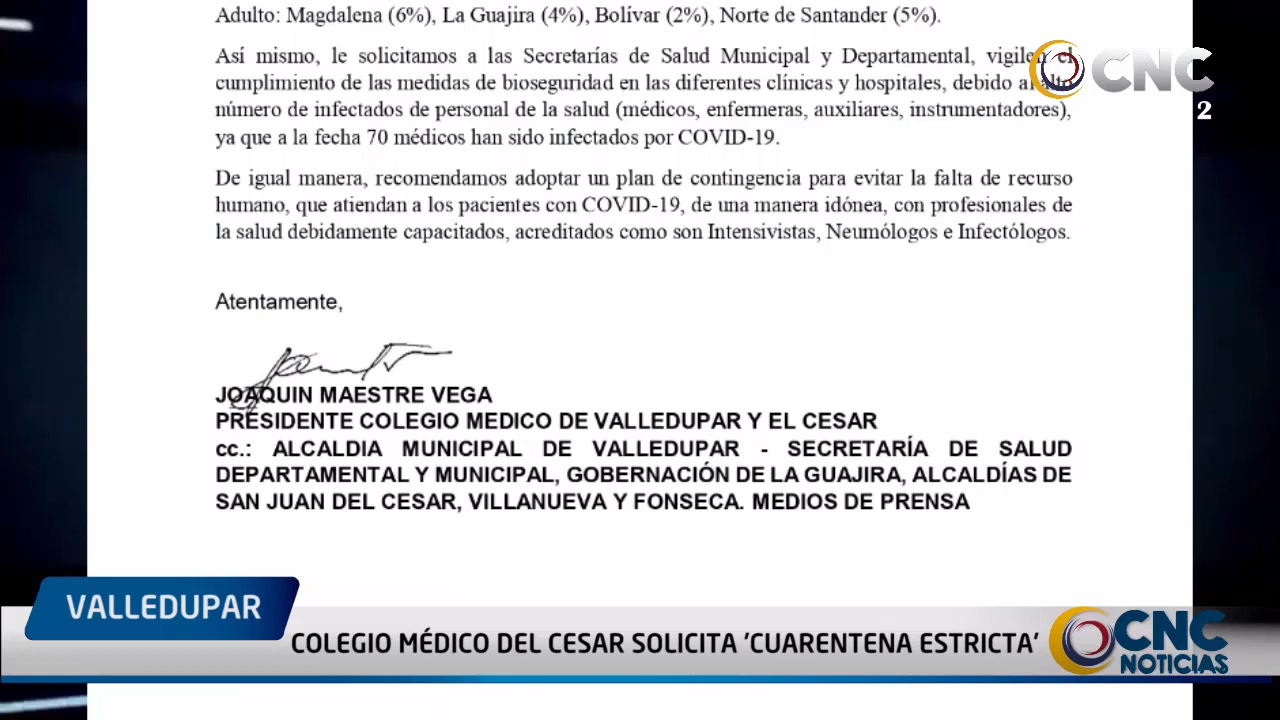 Adulto: Magdalena (6%), La Guajira (4%), Bolívar (2%), Norte de Santander (5%).
Así mismo, le solicitamos a las Secretarías de Salud Municipal y Departamental, vigilen el
cumplimiento de las medidas de bioseguridad en las diferentes clínicas y hospitales, debido al alto
número de infectados de personal de la salud (médicos, enfermeras, auxiliares, instrumentadores),
ya que a la fecha 70 médicos han sido infectados por COVID-19.
De igual manera, recomendamos adoptar un plan de contingencia para evitar la falta de recurso
humano, que atiendan a los pacientes con COVID-19, de una manera idónea, con profesionales de
la salud debidamente capacitados, acreditados como son Intensivistas, Neumólogos e Infectólogos.
Atentamente,
JOAQUIN MAESTRE VEGA
PRESIDENTE COLEGIO MEDICO DE VALLEDUPAR Y EL CESAR
cc.: ALCALDIA MUNICIPAL DE VALLEDUPAR - SECRETARÍA DE SALUD
DEPARTAMENTAL Y MUNICIPAL, GOBERNACIÓN DE LA GUAJIRA, ALCALDÍAS DE
SAN JUAN DEL CESAR, VILLANUEVA Y FONSECA. MEDIOS DE PRENSA
CNC
2
VALLEDUPAR
COLEGIO MÉDICO DEL CESAR SOLICITA 'CUARENTENA ESTRICTA'
CNC
NOTICIAS